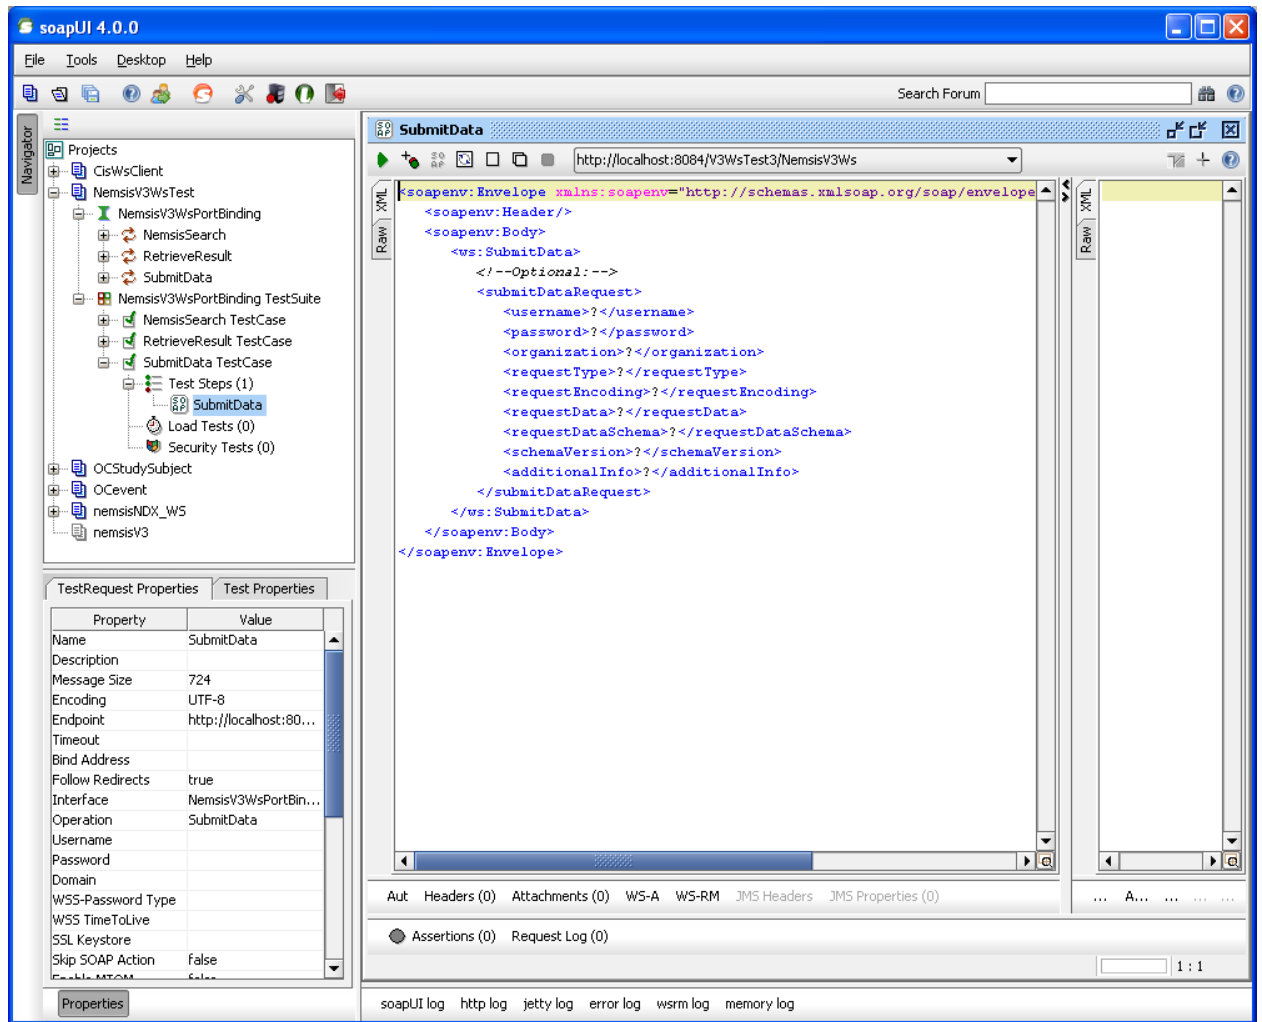 soapUI 4.0.0
File Tools Desktop Help
Search Forum
Navigator
Projects
CisWsClient
NemsisV3WsTest
NemsisV3WsPortBinding
NemsisSearch
RetrieveResult
SubmitData
NemsisV3WsPortBinding TestSuite
NemsisSearch TestCase
RetrieveResult TestCase
SubmitData TestCase
Test Steps (1)
SubmitData
Load Tests (0)
Security Tests (0)
OCStudySubject
OCevent
nemsisNDX_WS
nemsisV3
TestRequest Properties Test Properties
Property Value
Name SubmitData
Description
Message Size 724
Encoding UTF-8
Endpoint http://localhost:80...
Timeout
Bind Address
Follow Redirects true
Interface NemsisV3WsPortBin...
Operation SubmitData
Username
Password
Domain
WSS-Password Type
WSS TimeToLive
SSL Keystore
Skip SOAP Action false
Enable MTOM false
Properties
SubmitData
http://localhost:8084/V3WsTest3/NemsisV3Ws
XML
Raw
<soapenv:Envelope xmlns:soapenv="http://schemas.xmlsoap.org/soap/envelope
<soapenv:Header/>
<soapenv:Body>
<ws:SubmitData>
<!--Optional:-->
<submitDataRequest>
<username>?</username>
<password>?</password>
<organization>?</organization>
<requestType>?</requestType>
<requestEncoding>?</requestEncoding>
<requestData>?</requestData>
<requestDataSchema>?</requestDataSchema>
<schemaVersion>?</schemaVersion>
<additionalInfo>?</additionalInfo>
</submitDataRequest>
</ws:SubmitData>
</soapenv:Body>
</soapenv:Envelope>
XML
Raw
Aut Headers (0) Attachments (0) WS-A WS-RM JMS Headers JMS Properties (0)
... A... ... ... ...
Assertions (0) Request Log (0)
1 : 1
soapUI log http log jetty log error log wsrm log memory log